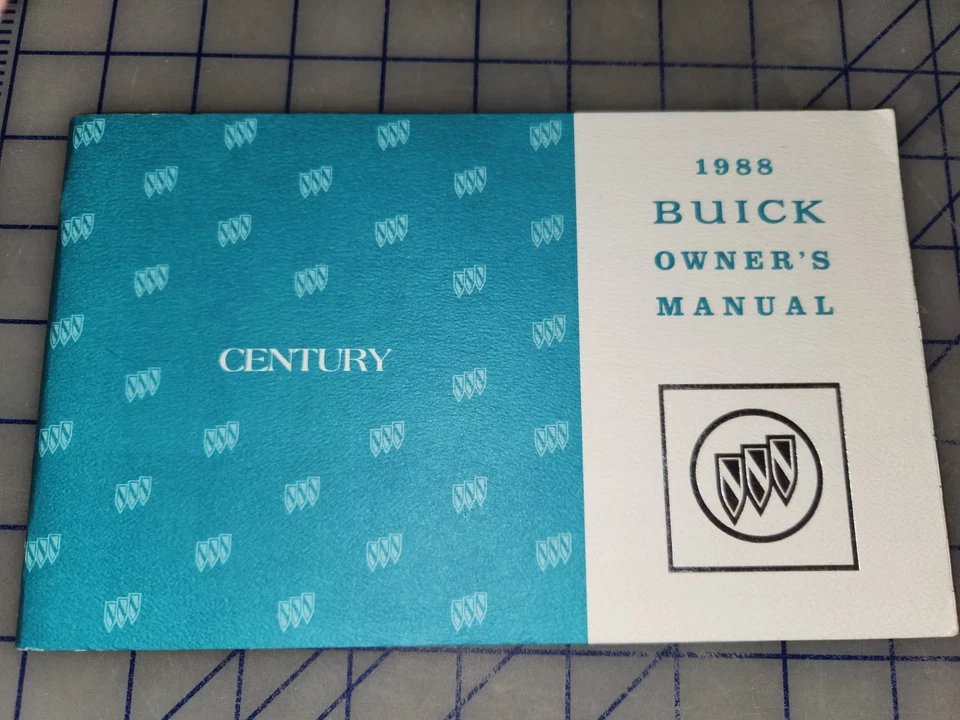 CENTURY
1988
BUICK
OWNER'S
MANUAL